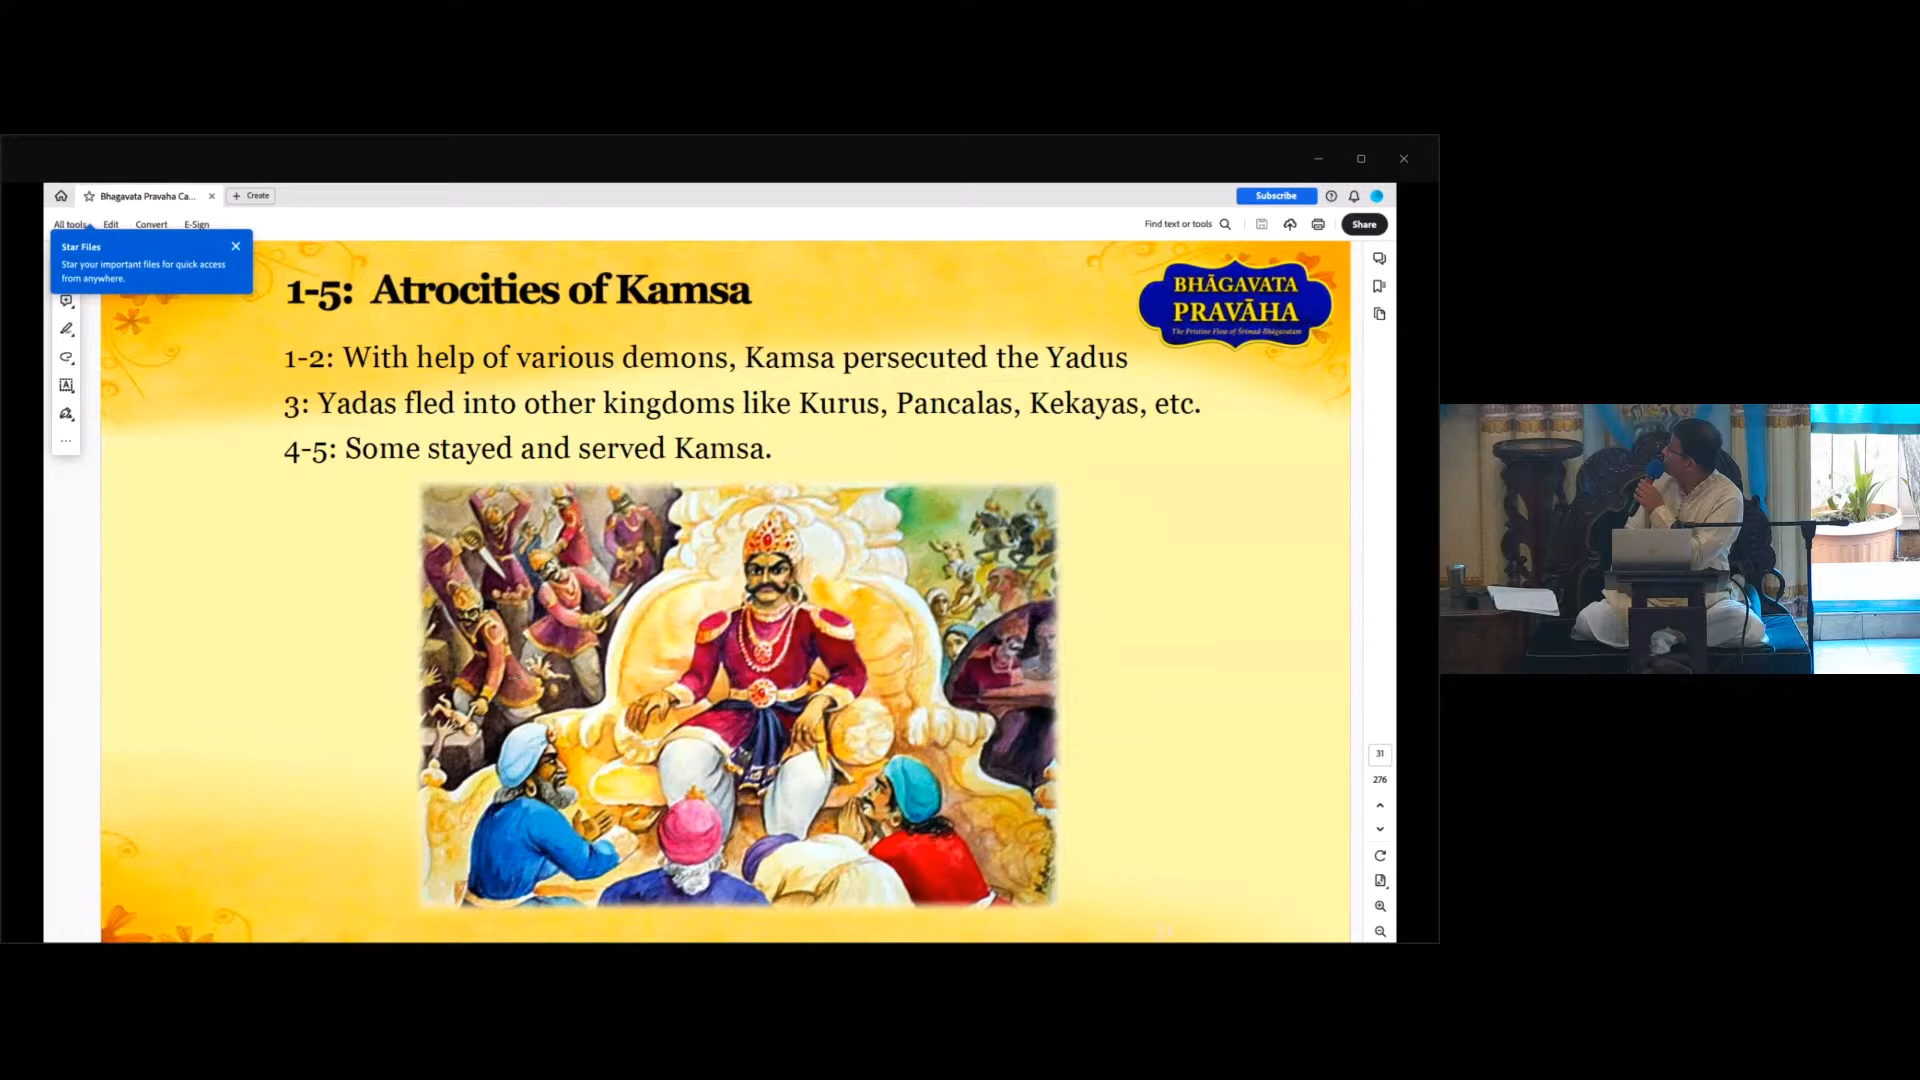 Bhagavata Pravaha Ca...
Create
Subscribe
All tools
Edit
Convert
E-Sign
Find text or tools
Share
Star Files
Star your important files for quick access
from anywhere.
1-5: Atrocities of Kamsa
BHĀGAVATA
PRAVĀHA
The Pristine Flow of Śrīmad-Bhāgavatam
1-2: With help of various demons, Kamsa persecuted the Yadus
3: Yadas fled into other kingdoms like Kurus, Pancalas, Kekayas, etc.
4-5: Some stayed and served Kamsa.
31
276